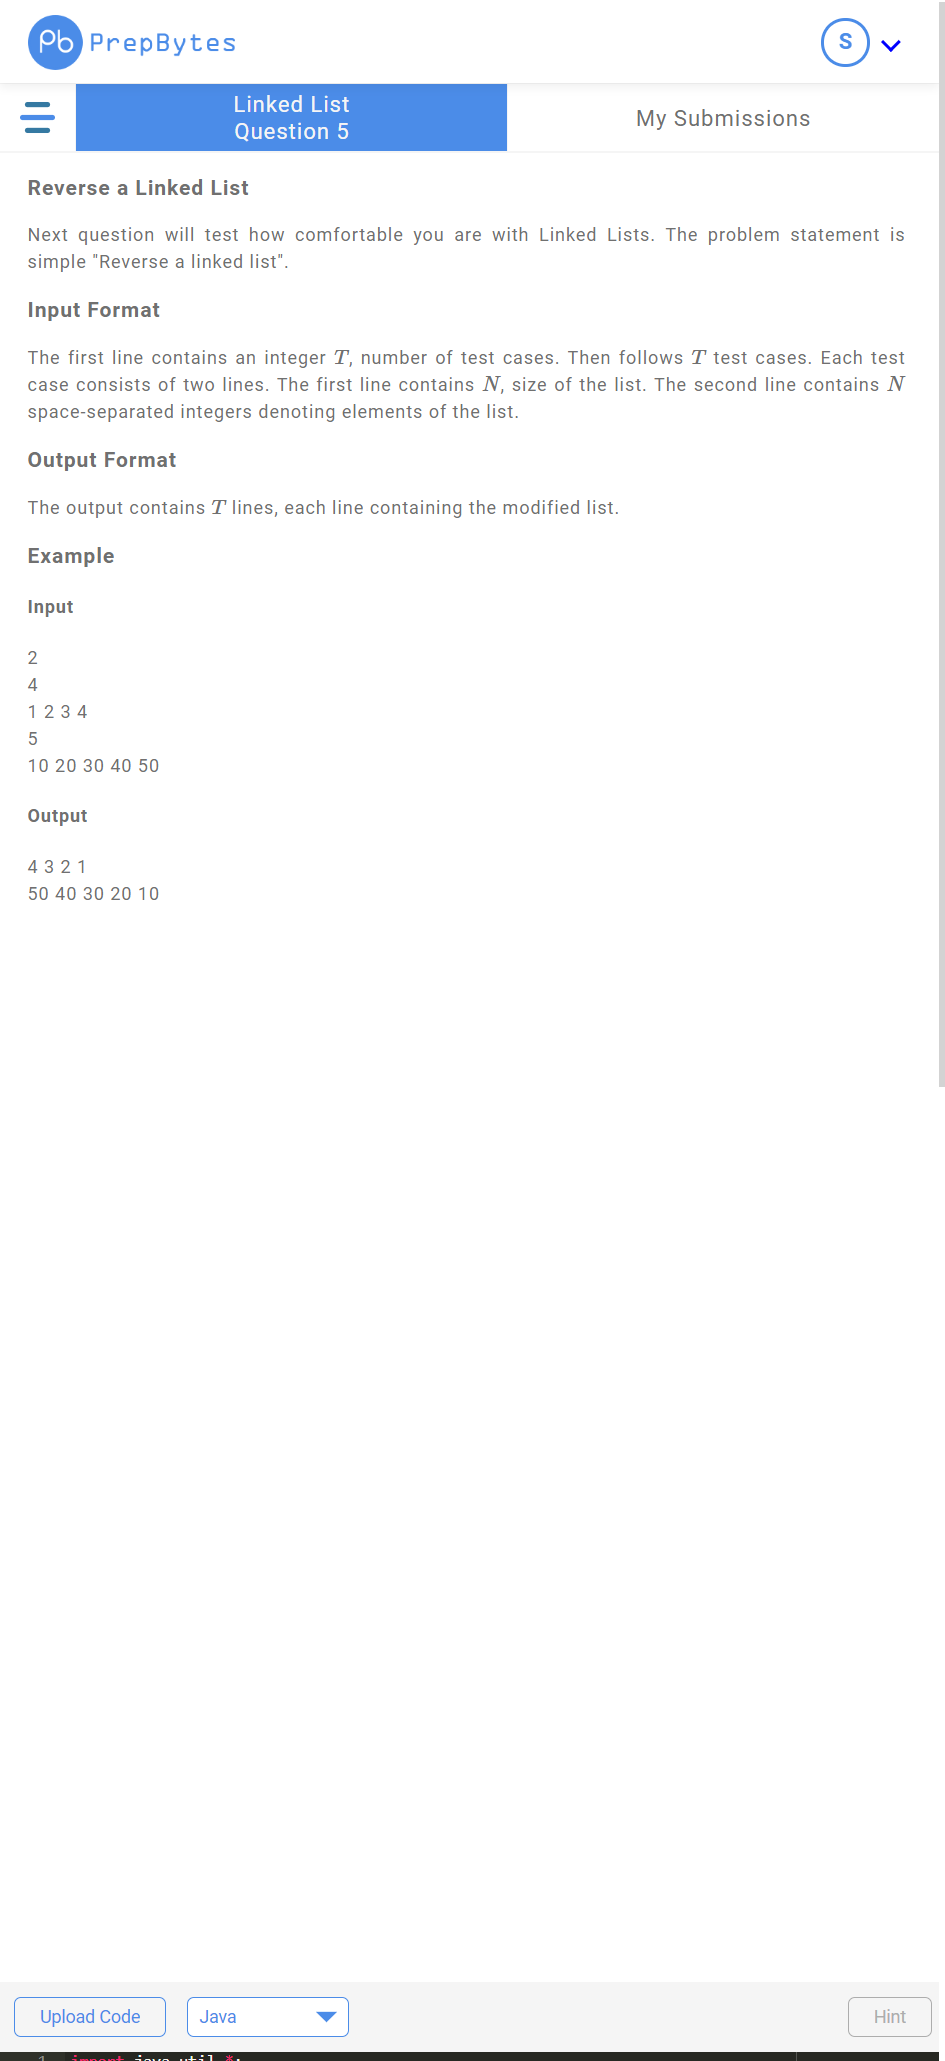 Pb PrepBytes
S
Linked List
Question 5
My Submissions
Reverse a Linked List
Next question will test how comfortable you are with Linked Lists. The problem statement is
simple "Reverse a linked list".
Input Format
The first line contains an integer T, number of test cases. Then follows T test cases. Each test
case consists of two lines. The first line contains N, size of the list. The second line contains N
space-separated integers denoting elements of the list.
Output Format
The output contains T lines, each line containing the modified list.
Example
Input
2
4
1 2 3 4
5
10 20 30 40 50
Output
4 3 2 1
50 40 30 20 10
Upload Code
Java
Hint
1 import java.util.*;